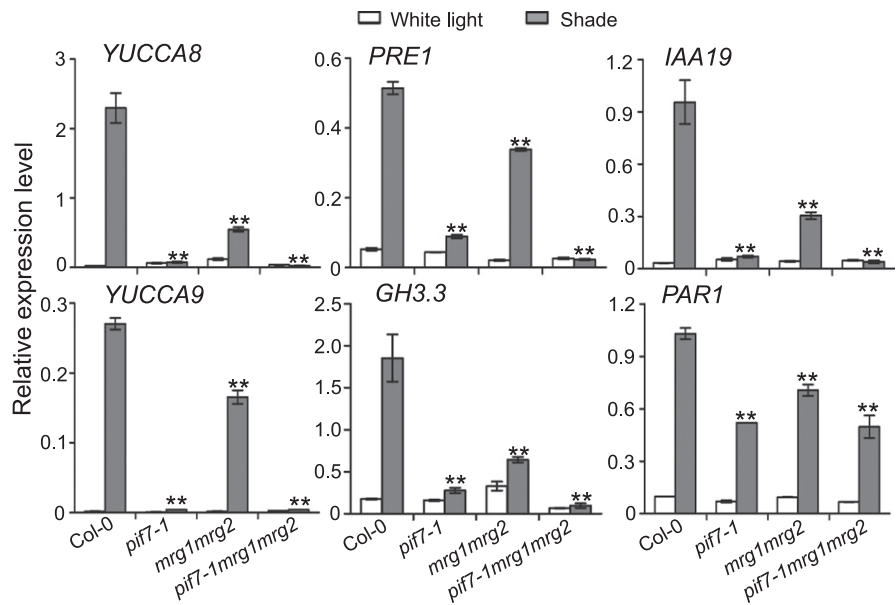 White light Shade
YUCCA8 PRE1 IAA19
Relative expression level
3
2
1
0
** ** **
0.6
0.4
0.2
0
** ** **
1.2
0.9
0.6
0.3
0
** ** **
YUCCA9 GH3.3 PAR1
0.3
0.2
0.1
0
** ** **
2.5
2.0
1.5
1.0
0.5
0
** ** **
1.2
0.9
0.6
0.3
0
** ** **
Col-0 pif7-1 mrg1mrg2 pif7-1mrg1mrg2
Col-0 pif7-1 mrg1mrg2 pif7-1mrg1mrg2
Col-0 pif7-1 mrg1mrg2 pif7-1mrg1mrg2